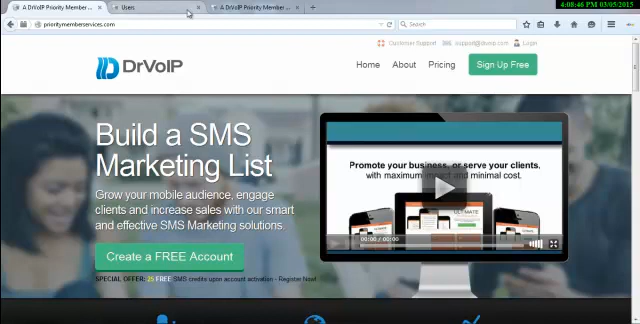 A DrVoIP Priority Member ...
Users
A DrVoIP Priority Member ...
4:08:46 PM 03/05/2015
prioritymemberservices.com
Search
Customer Support
support@drvoip.com
Login
DrVoIP
Home
About
Pricing
Sign Up Free
Build a SMS
Marketing List
Grow your mobile audience, engage
clients and increase sales with our smart
and effective SMS Marketing solutions.
Create a FREE Account
SPECIAL OFFER: 25 FREE SMS credits upon account activation - Register Now!
Promote your business, or serve your clients,
with maximum impact and minimal cost.
ULTIMATE
00:00 / 00:00